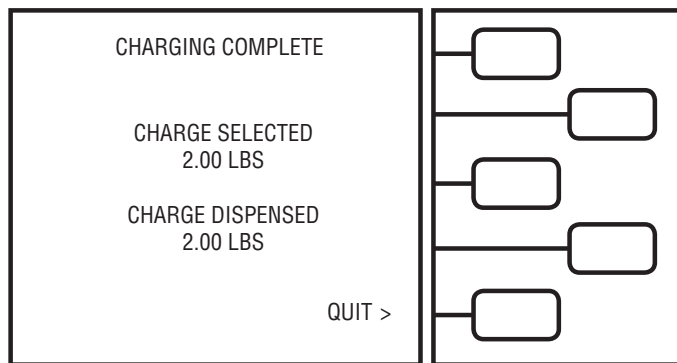 CHARGING COMPLETE
CHARGE SELECTED
2.00 LBS
CHARGE DISPENSED
2.00 LBS
QUIT >